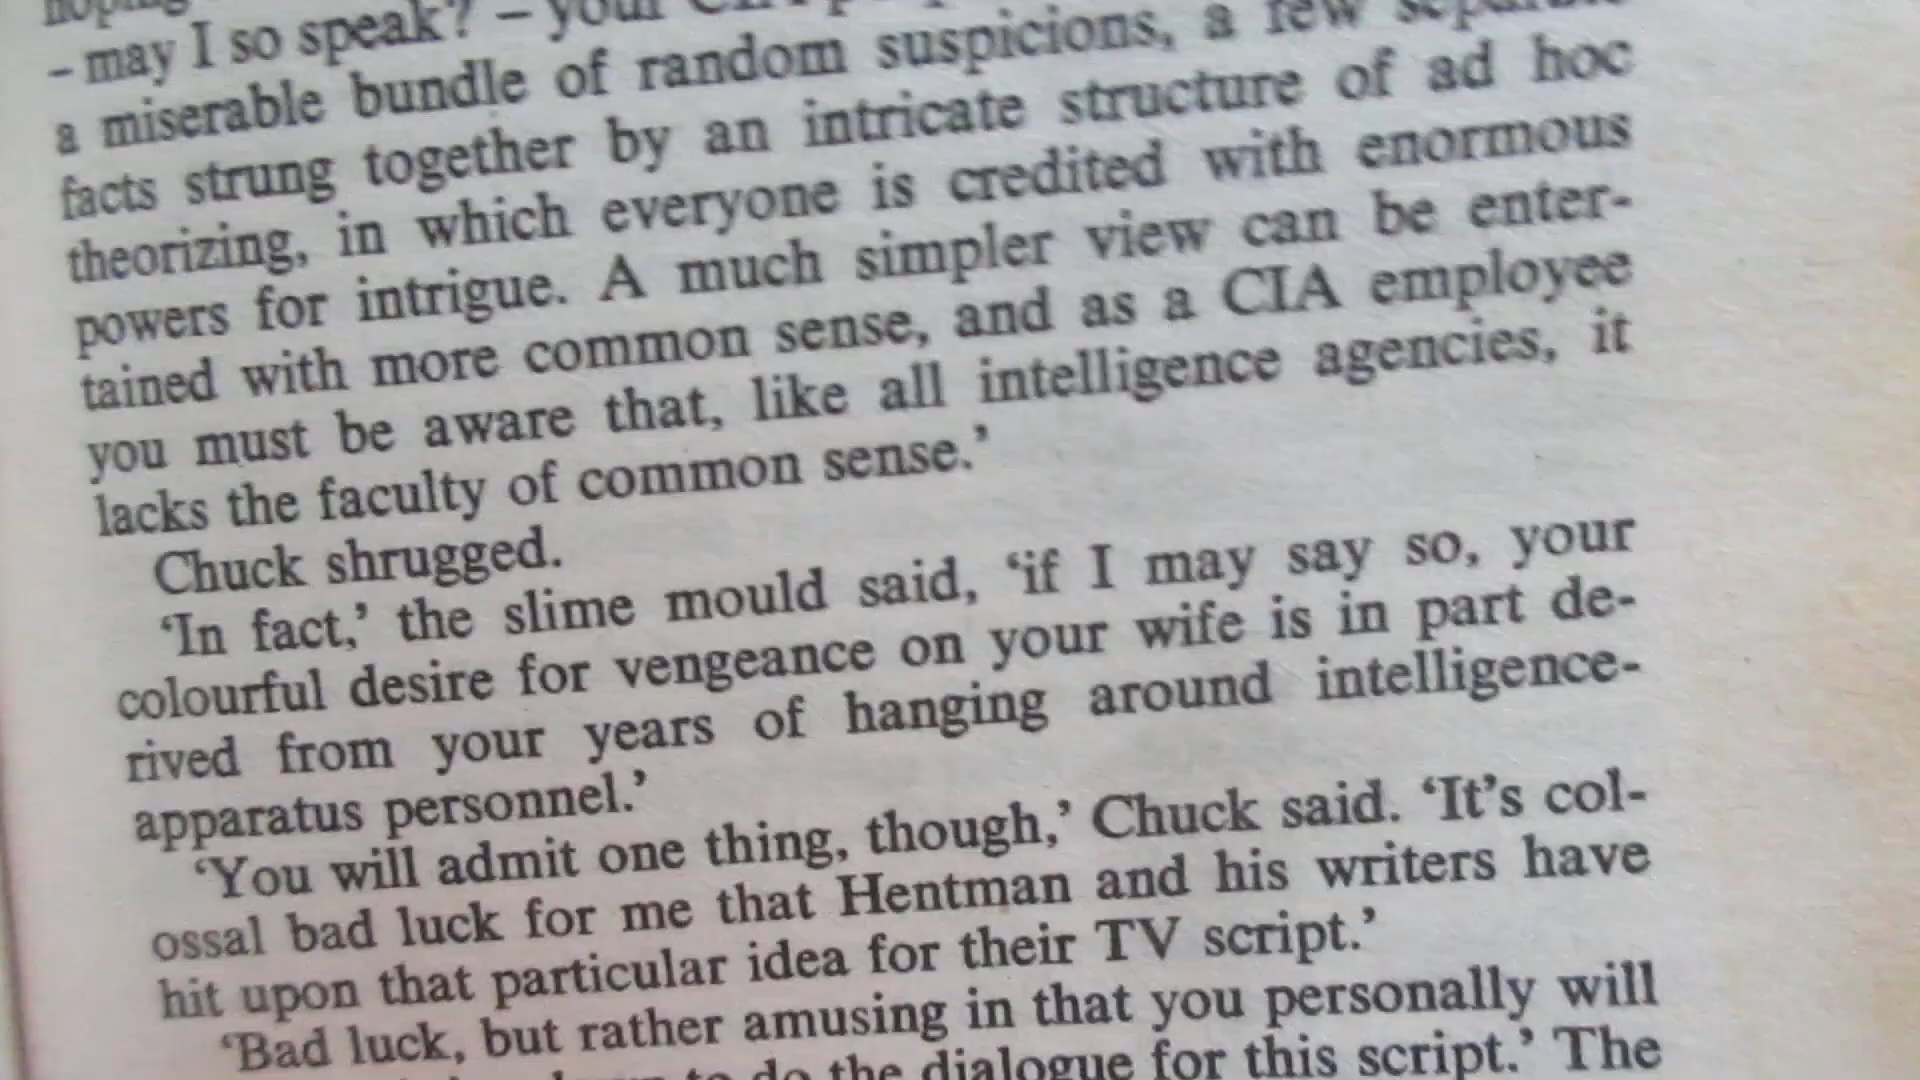 – may I so speak? – your
a miserable bundle of random suspicions, a few
facts strung together by an intricate structure of ad hoc
theorizing, in which everyone is credited with enormous
powers for intrigue. A much simpler view can be enter-
tained with more common sense, and as a CIA employee
you must be aware that, like all intelligence agencies, it
lacks the faculty of common sense.’
Chuck shrugged.
‘In fact,’ the slime mould said, ‘if I may say so, your
colourful desire for vengeance on your wife is in part de-
rived from your years of hanging around intelligence-
apparatus personnel.’
‘You will admit one thing, though,’ Chuck said. ‘It’s col-
ossal bad luck for me that Hentman and his writers have
hit upon that particular idea for their TV script.’
‘Bad luck, but rather amusing in that you personally will
to do the dialogue for this script.’ The